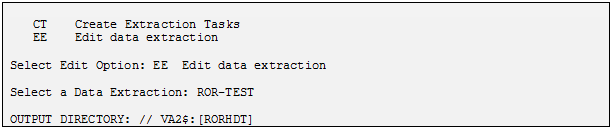 CT    Create Extraction Tasks
EE    Edit data extraction
Select Edit Option: EE  Edit data extraction
Select a Data Extraction: ROR-TEST
OUTPUT DIRECTORY: // VA2$:[RORHDT]